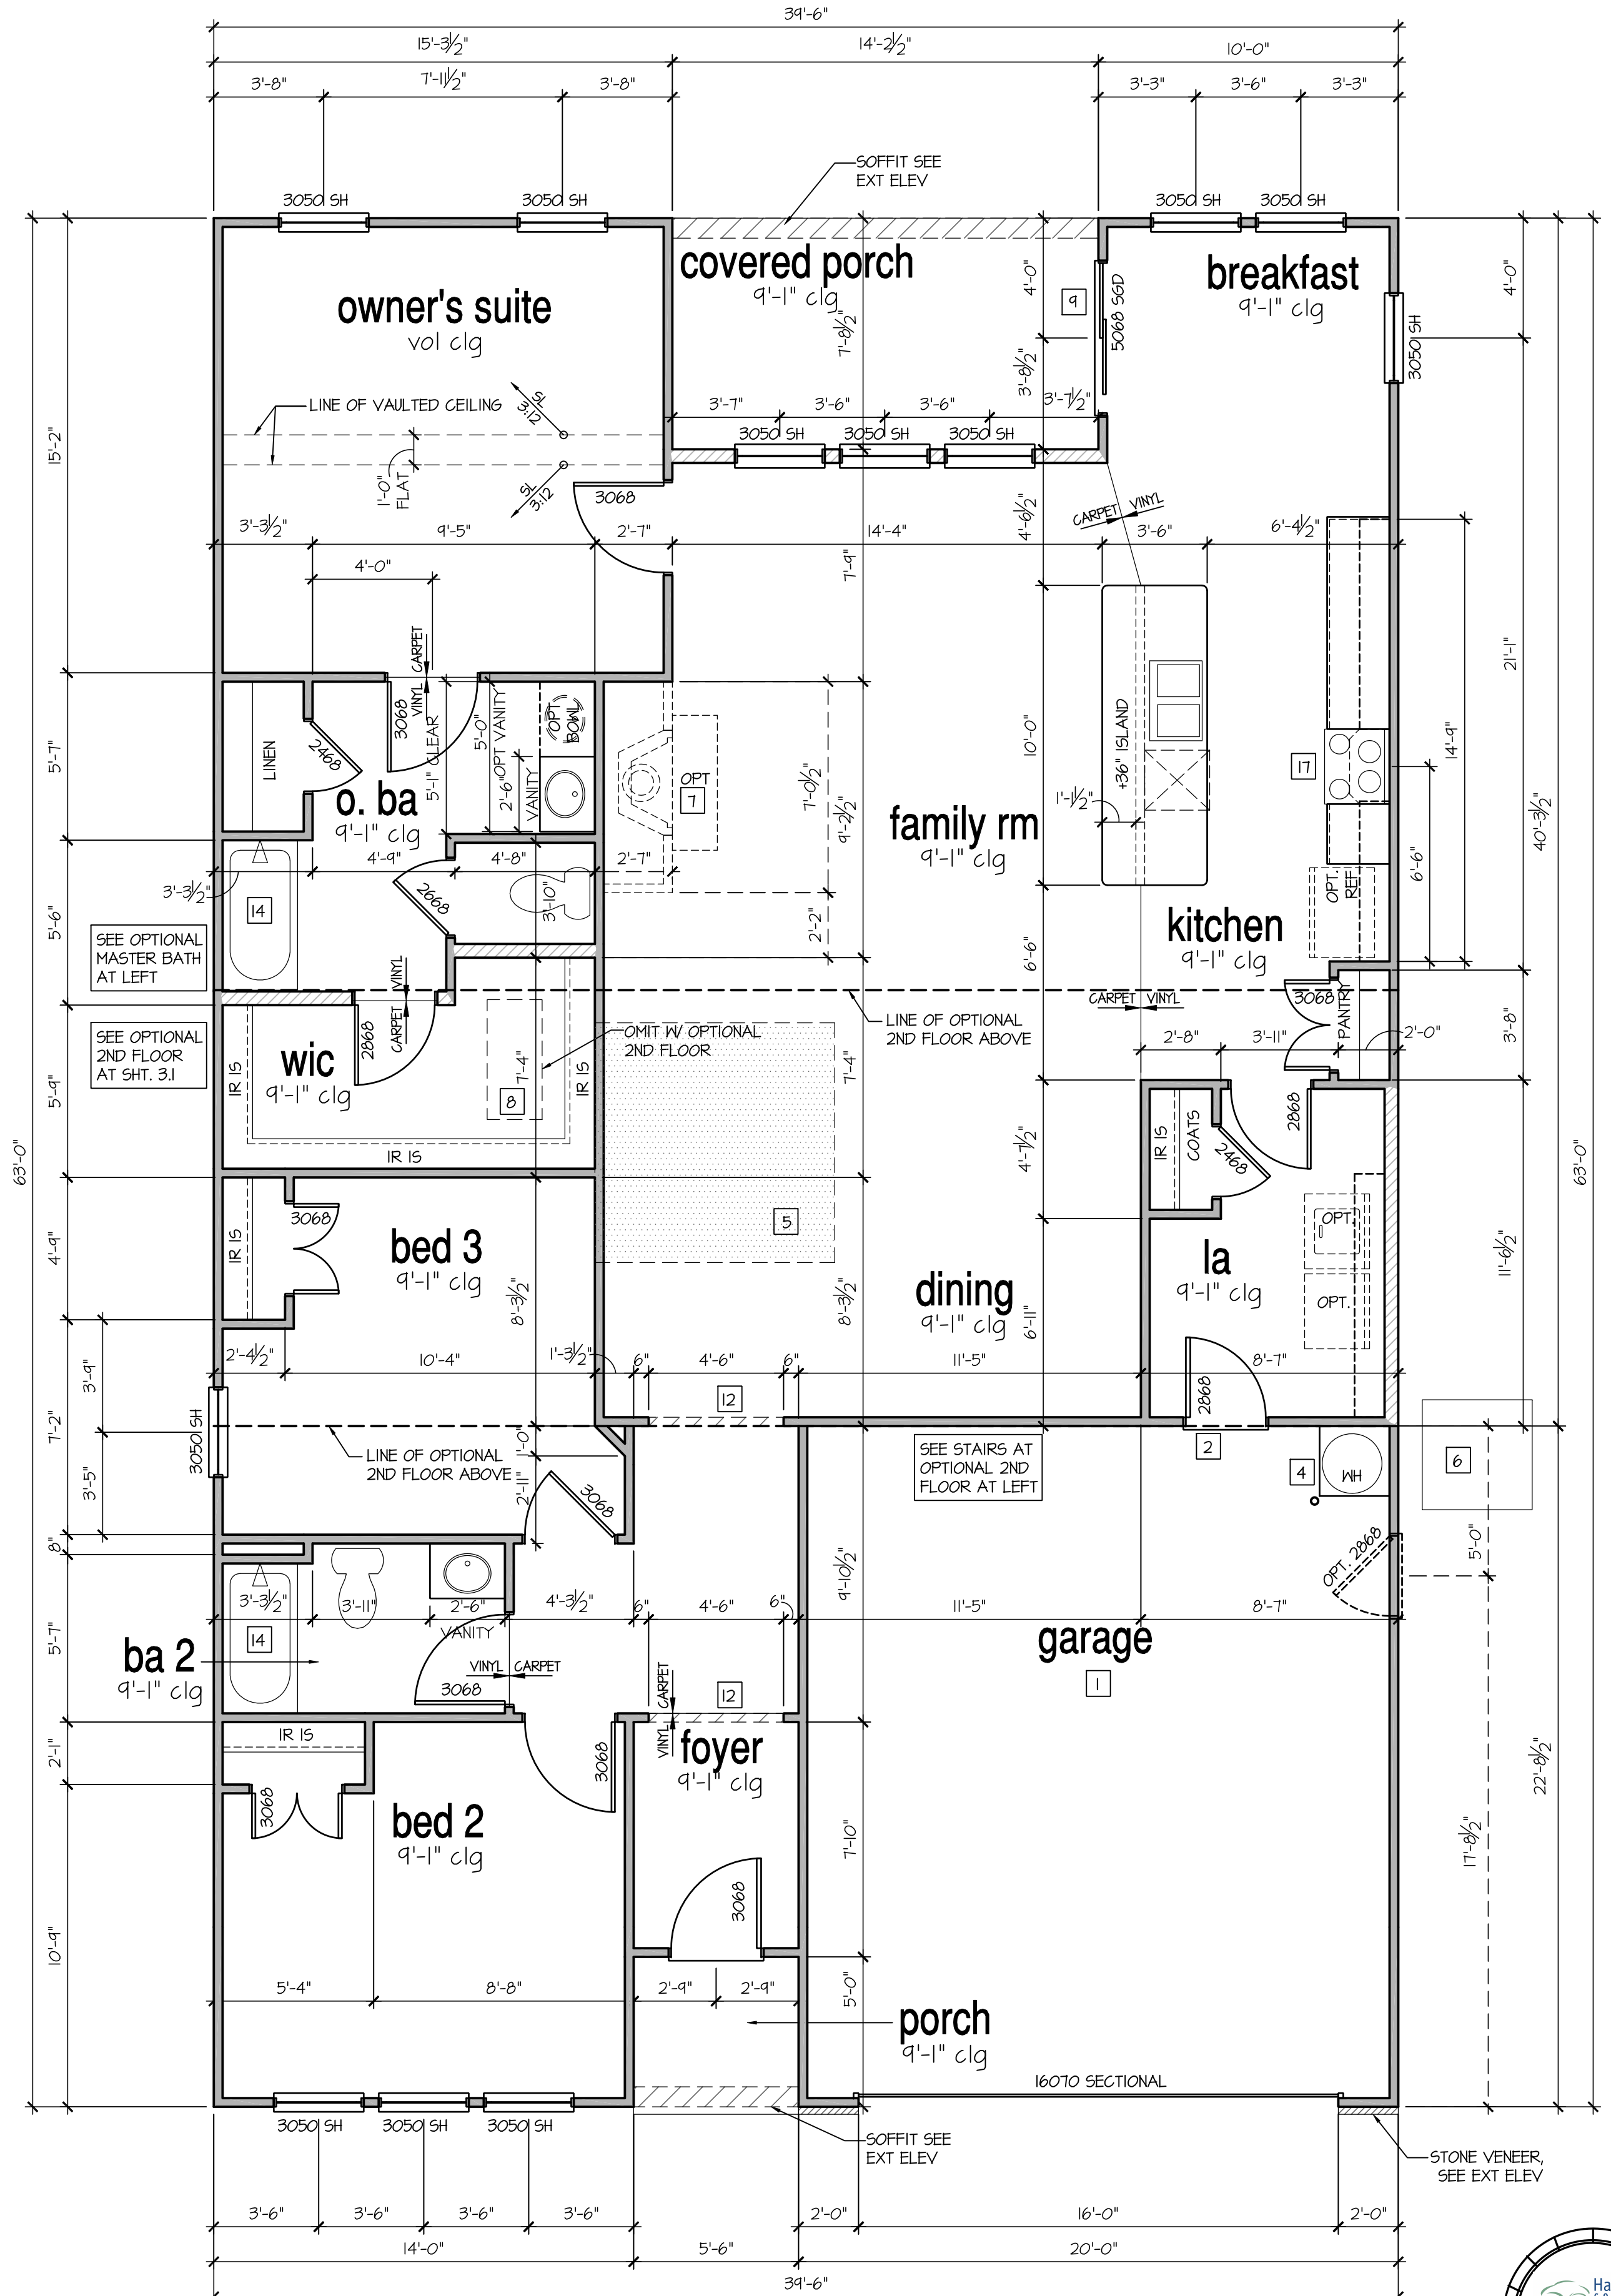 39'-6"
15'-3½"
14'-2½"
10'-0"
3'-8"
7'-11½"
3'-8"
3'-3"
3'-6"
3'-3"
SOFFIT SEE
EXT ELEV
3050 SH
3050 SH
3050 SH
3050 SH
covered porch
9'-1" clg
7'-8½"
4'-0"
9
5068 SGD
breakfast
9'-1" clg
4'-0"
3050 SH
owner's suite
vol clg
LINE OF VAULTED CEILING
SL
3:12
SL
3:12
1'-0"
FLAT
3'-8½"
3'-7"
3'-6"
3'-6"
3'-7½"
3050 SH
3050 SH
3050 SH
15'-2"
3068
CARPET
VINYL
4'-6½"
3'-3½"
9'-5"
2'-7"
14'-4"
3'-6"
6'-4½"
4'-0"
7'-9"
CARPET
VINYL
21'-1"
14'-9"
40'-3½"
5'-7"
LINEN
2468
3068
5'-1" CLEAR
5'-0"
OPT VANITY
2'-6"
VANITY
OPT
BOWL
o. ba
9'-1" clg
OPT
7
7'-0½"
9'-2½"
10'-0"
+36" ISLAND
1'-1½"
17
family rm
9'-1" clg
6'-6"
3'-3½"
4'-9"
4'-8"
2'-7"
14
2668
3'-10"
2'-2"
OPT.
REF.
5'-6"
SEE OPTIONAL
MASTER BATH
AT LEFT
VINYL
CARPET
6'-6"
kitchen
9'-1" clg
CARPET
VINYL
3068
PANTRY
2'-0"
3'-8"
LINE OF OPTIONAL
2ND FLOOR ABOVE
SEE OPTIONAL
2ND FLOOR
AT SHT. 3.1
wic
9'-1" clg
2868
OMIT W/ OPTIONAL
2ND FLOOR
7'-4"
8
1R 1S
1R 1S
1R 1S
7'-4"
2'-8"
3'-11"
5'-9"
63'-0"
63'-0"
1R 1S
COATS
2468
2868
4'-7½"
4'-9"
1R 1S
3068
bed 3
9'-1" clg
5
8'-3½"
8'-3½"
dining
9'-1" clg
la
9'-1" clg
OPT.
OPT.
6'-11"
11'-6½"
3'-9"
2'-4½"
10'-4"
1'-3½"
6"
4'-6"
6"
11'-5"
8'-7"
12
2868
2
7'-2"
3050 SH
LINE OF OPTIONAL
2ND FLOOR ABOVE
1'-0"
2'-11"
3068
SEE STAIRS AT
OPTIONAL 2ND
FLOOR AT LEFT
4
WH
6
3'-5"
8"
OPT. 2868
5'-0"
9'-10½"
3'-3½"
3'-11"
2'-6"
4'-3½"
6"
4'-6"
6"
11'-5"
8'-7"
5'-7"
14
VANITY
ba 2
9'-1" clg
VINYL
CARPET
3068
CARPET
VINYL
12
garage
1
foyer
9'-1" clg
2'-1"
1R 1S
3068
3068
22'-8½"
bed 2
9'-1" clg
7'-10"
17'-8½"
3068
10'-9"
5'-4"
8'-8"
2'-9"
2'-9"
5'-0"
porch
9'-1" clg
16070 SECTIONAL
3050 SH
3050 SH
3050 SH
SOFFIT SEE
EXT ELEV
STONE VENEER,
SEE EXT ELEV
3'-6"
3'-6"
3'-6"
3'-6"
2'-0"
16'-0"
2'-0"
14'-0"
5'-6"
20'-0"
39'-6"